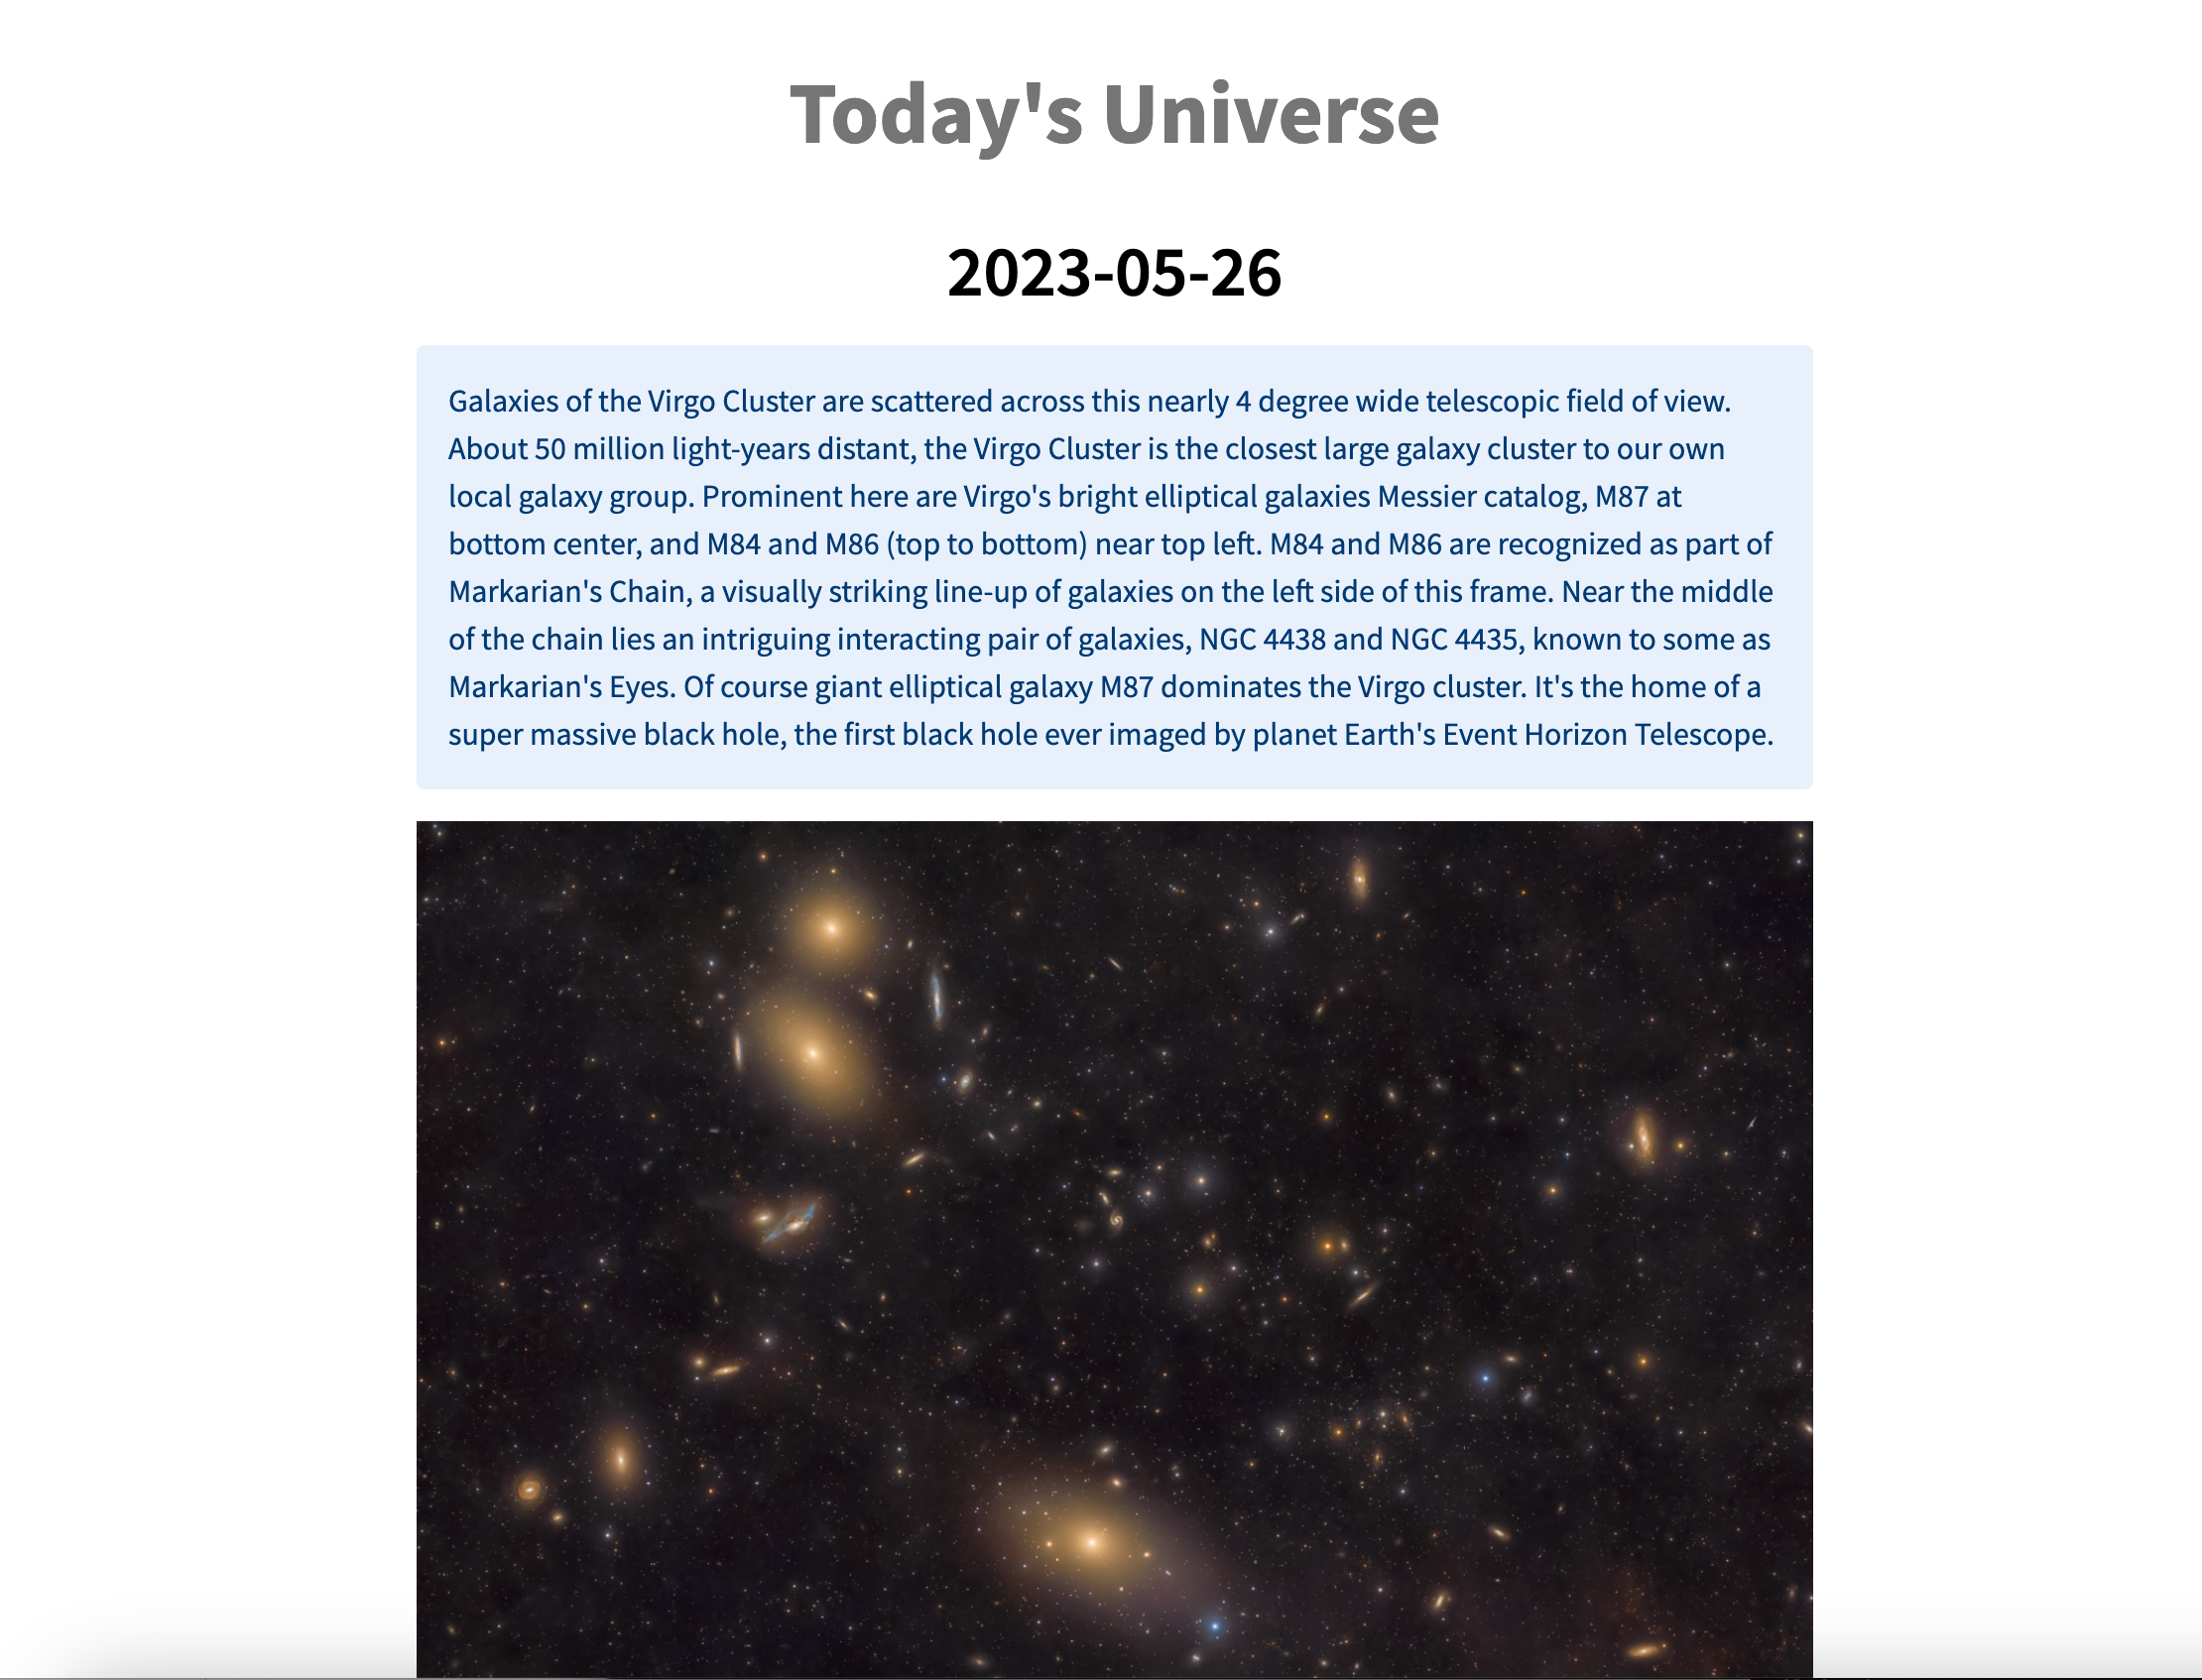 Today's Universe
2023-05-26
Galaxies of the Virgo Cluster are scattered across this nearly 4 degree wide telescopic field of view.
About 50 million light-years distant, the Virgo Cluster is the closest large galaxy cluster to our own
local galaxy group. Prominent here are Virgo's bright elliptical galaxies Messier catalog, M87 at
bottom center, and M84 and M86 (top to bottom) near top left. M84 and M86 are recognized as part of
Markarian's Chain, a visually striking line-up of galaxies on the left side of this frame. Near the middle
of the chain lies an intriguing interacting pair of galaxies, NGC 4438 and NGC 4435, known to some as
Markarian's Eyes. Of course giant elliptical galaxy M87 dominates the Virgo cluster. It's the home of a
super massive black hole, the first black hole ever imaged by planet Earth's Event Horizon Telescope.